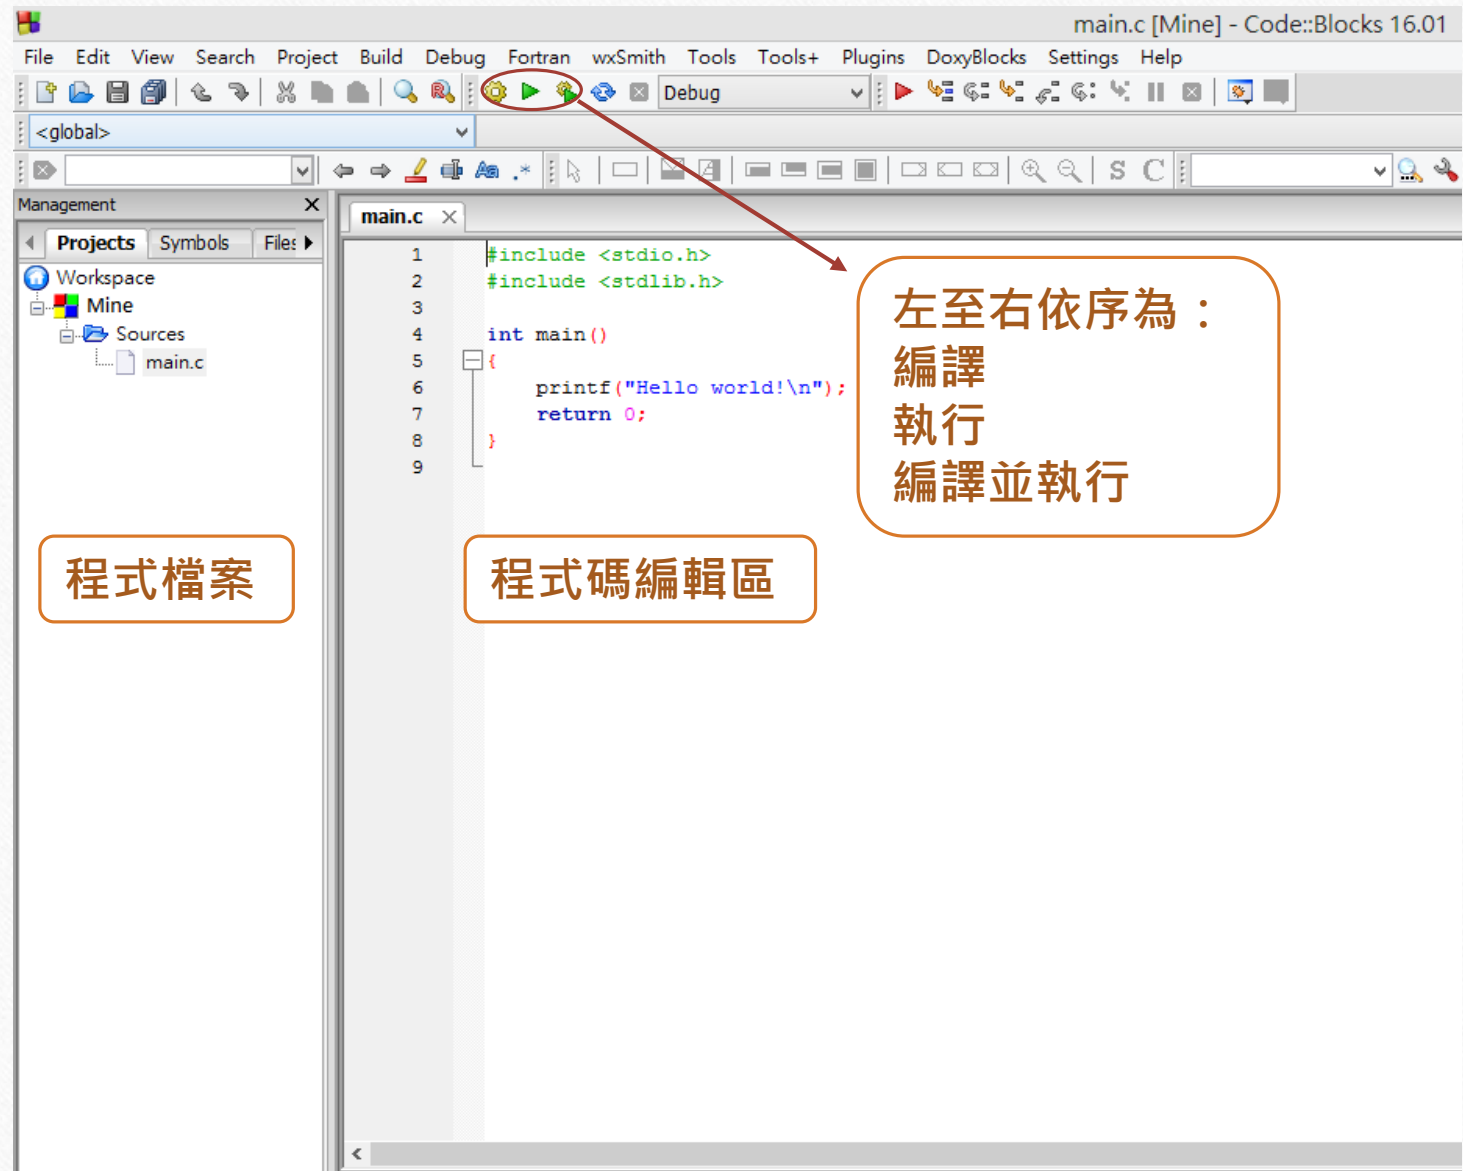 main.c [Mine] - Code::Blocks 16.01
File Edit View Search Project Build Debug Fortran wxSmith Tools Tools+ Plugins DoxyBlocks Settings Help
Debug
<global>
S C
Management
Projects Symbols Files
Workspace
Mine
Sources
main.c
main.c
1 #include <stdio.h>
2 #include <stdlib.h>
3
4 int main()
5 {
6 printf("Hello world!\n");
7 return 0;
8 }
9
左至右依序為：
編譯
執行
編譯並執行
程式檔案
程式碼編輯區